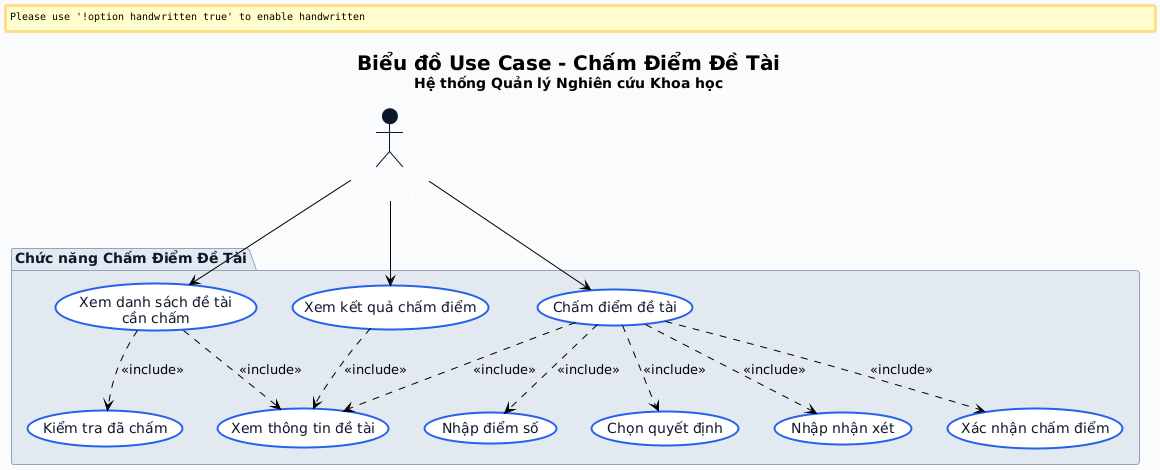 Please use '!option handwritten true' to enable handwritten
Biểu đồ Use Case - Chấm Điểm Đề Tài
Hệ thống Quản lý Nghiên cứu Khoa học
Chức năng Chấm Điểm Đề Tài
Xem danh sách đề tài
cần chấm
Xem kết quả chấm điểm
Chấm điểm đề tài
«include»
«include»
«include»
«include»
«include»
«include»
«include»
«include»
Kiểm tra đã chấm
Xem thông tin đề tài
Nhập điểm số
Chọn quyết định
Nhập nhận xét
Xác nhận chấm điểm